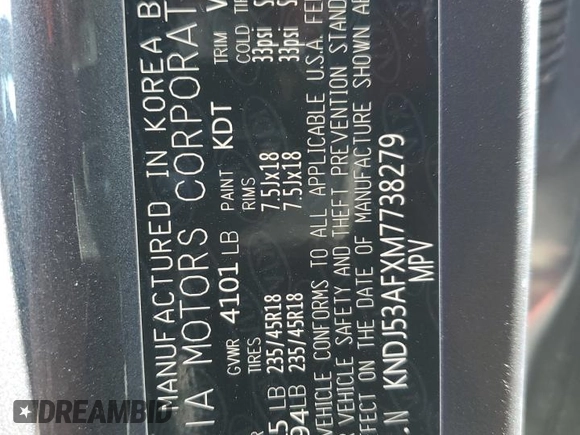 MANUFACTURED IN KOREA B
IA MOTORS CORPORAT
GVWR 4101 LB PAINT KDT TRIM
TIRES RIMS COLD TI
5 LB 235/45R18 7.5Jx18 33psi
94LB 235/45R18 7.5Jx18 33psi
VEHICLE CONFORMS TO ALL APPLICABLE U.S.A. FE
VEHICLE SAFETY AND THEFT PREVENTION STAND
EFFECT ON THE DATE OF MANUFACTURE SHOWN A
.N KNDJ53AFXM7738279
MPV
DREAMBID